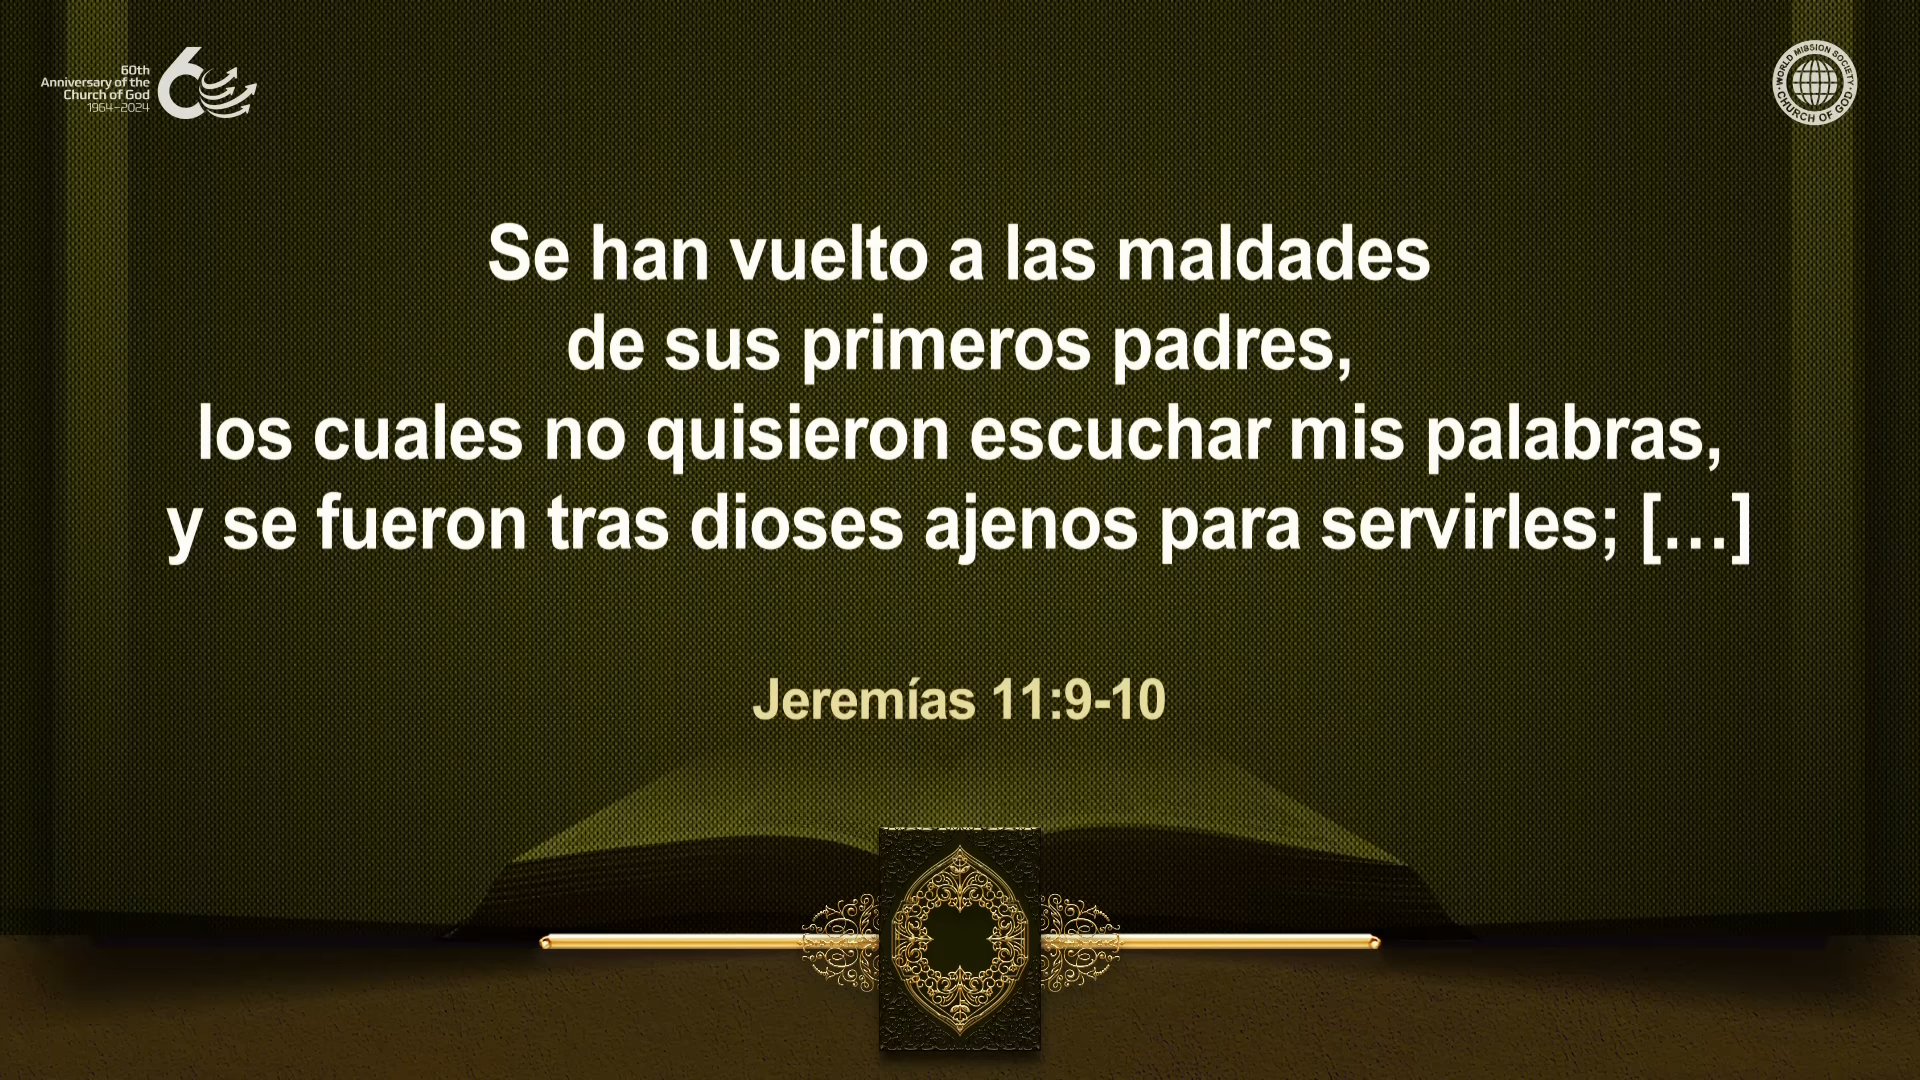 60th
Anniversary of the
Church of God
1964–2024
60
WORLD MISSION SOCIETY
CHURCH OF GOD
Se han vuelto a las maldades
de sus primeros padres,
los cuales no quisieron escuchar mis palabras,
y se fueron tras dioses ajenos para servirles; […]
Jeremías 11:9-10